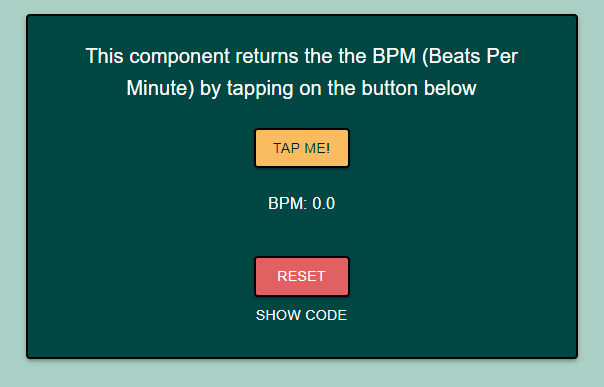 This component returns the the BPM (Beats Per
Minute) by tapping on the button below
TAP ME!
BPM: 0.0
RESET
SHOW CODE